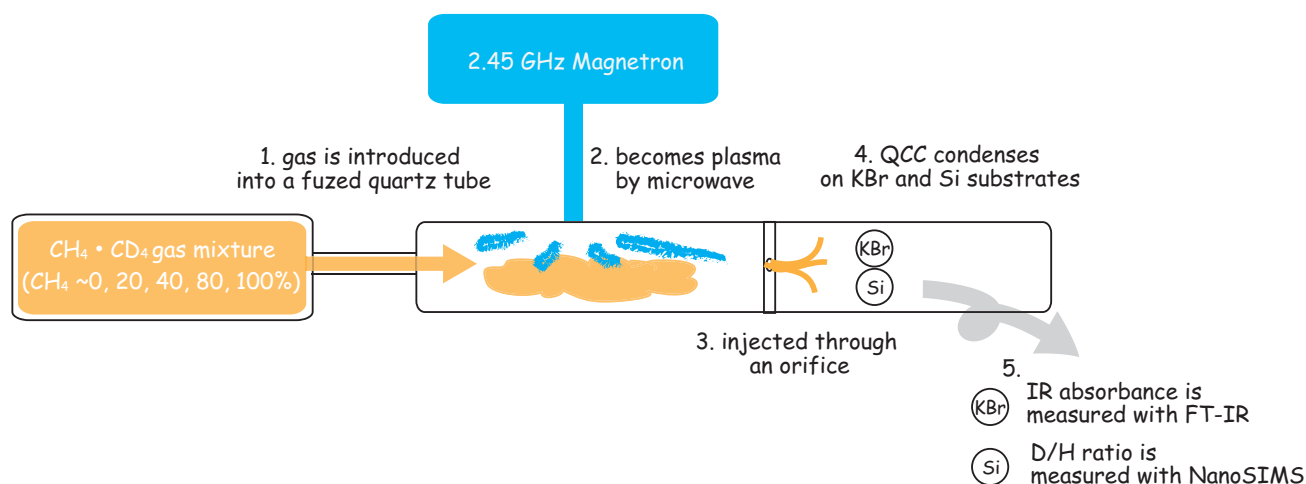 2.45 GHz Magnetron
1. gas is introduced
into a fuzed quartz tube
2. becomes plasma
by microwave
4. QCC condenses
on KBr and Si substrates
CH₄ • CD₄ gas mixture
(CH₄ ~0, 20, 40, 80, 100%)
KBr
Si
3. injected through
an orifice
5.
KBr
IR absorbance is
measured with FT-IR
Si
D/H ratio is
measured with NanoSIMS